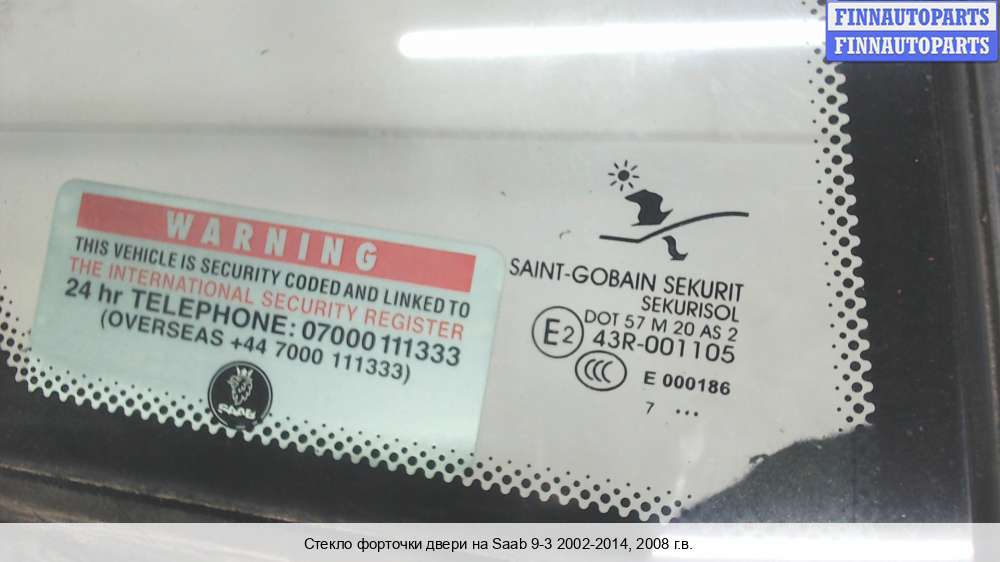 FINNAUTOPARTS
FINNAUTOPARTS
WARNING
THIS VEHICLE IS SECURITY CODED AND LINKED TO
THE INTERNATIONAL SECURITY REGISTER
24 hr TELEPHONE: 07000 111333
(OVERSEAS +44 7000 111333)
SAAB
SAINT-GOBAIN SEKURIT
SEKURISOL
DOT 57 M 20 AS 2
E2 43R-001105
CCC E 000186
7 ...
Стекло форточки двери на Saab 9-3 2002-2014, 2008 г.в.